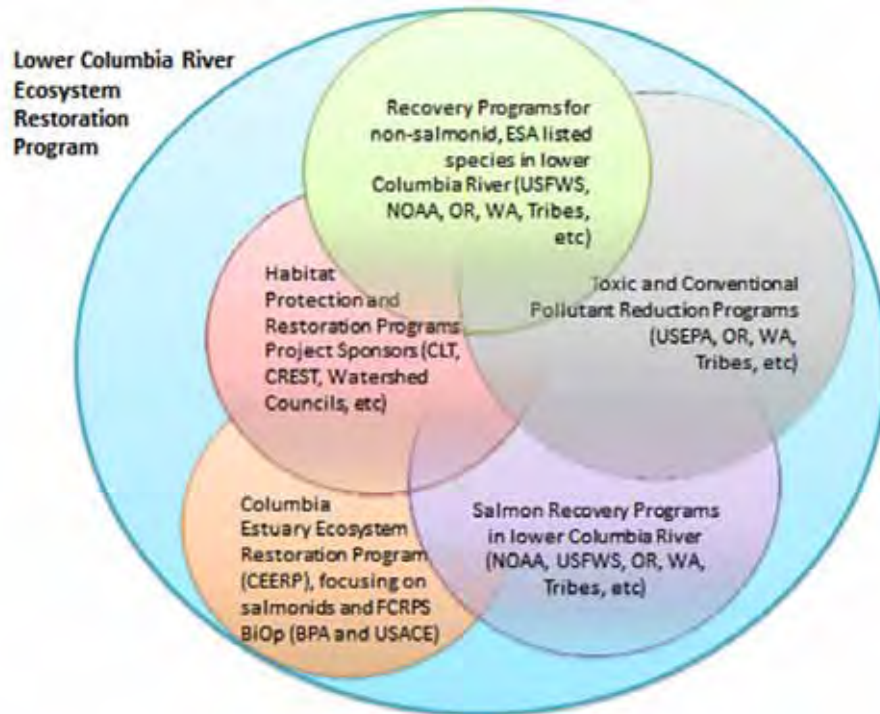 Lower Columbia River
Ecosystem
Restoration
Program
Recovery Programs for
non-salmonid, ESA listed
species in lower
Columbia River (USFWS,
NOAA, OR, WA, Tribes,
etc)
Habitat
Protection and
Restoration Programs
Project Sponsors (CLT,
CREST, Watershed
Councils, etc)
Toxic and Conventional
Pollutant Reduction Programs
(USEPA, OR, WA,
Tribes, etc)
Columbia
Estuary Ecosystem
Restoration Program
(CEERP), focusing on
salmonids and FCRPS
BiOp (BPA and USACE)
Salmon Recovery Programs
in lower Columbia River
(NOAA, USFWS, OR, WA,
Tribes, etc)